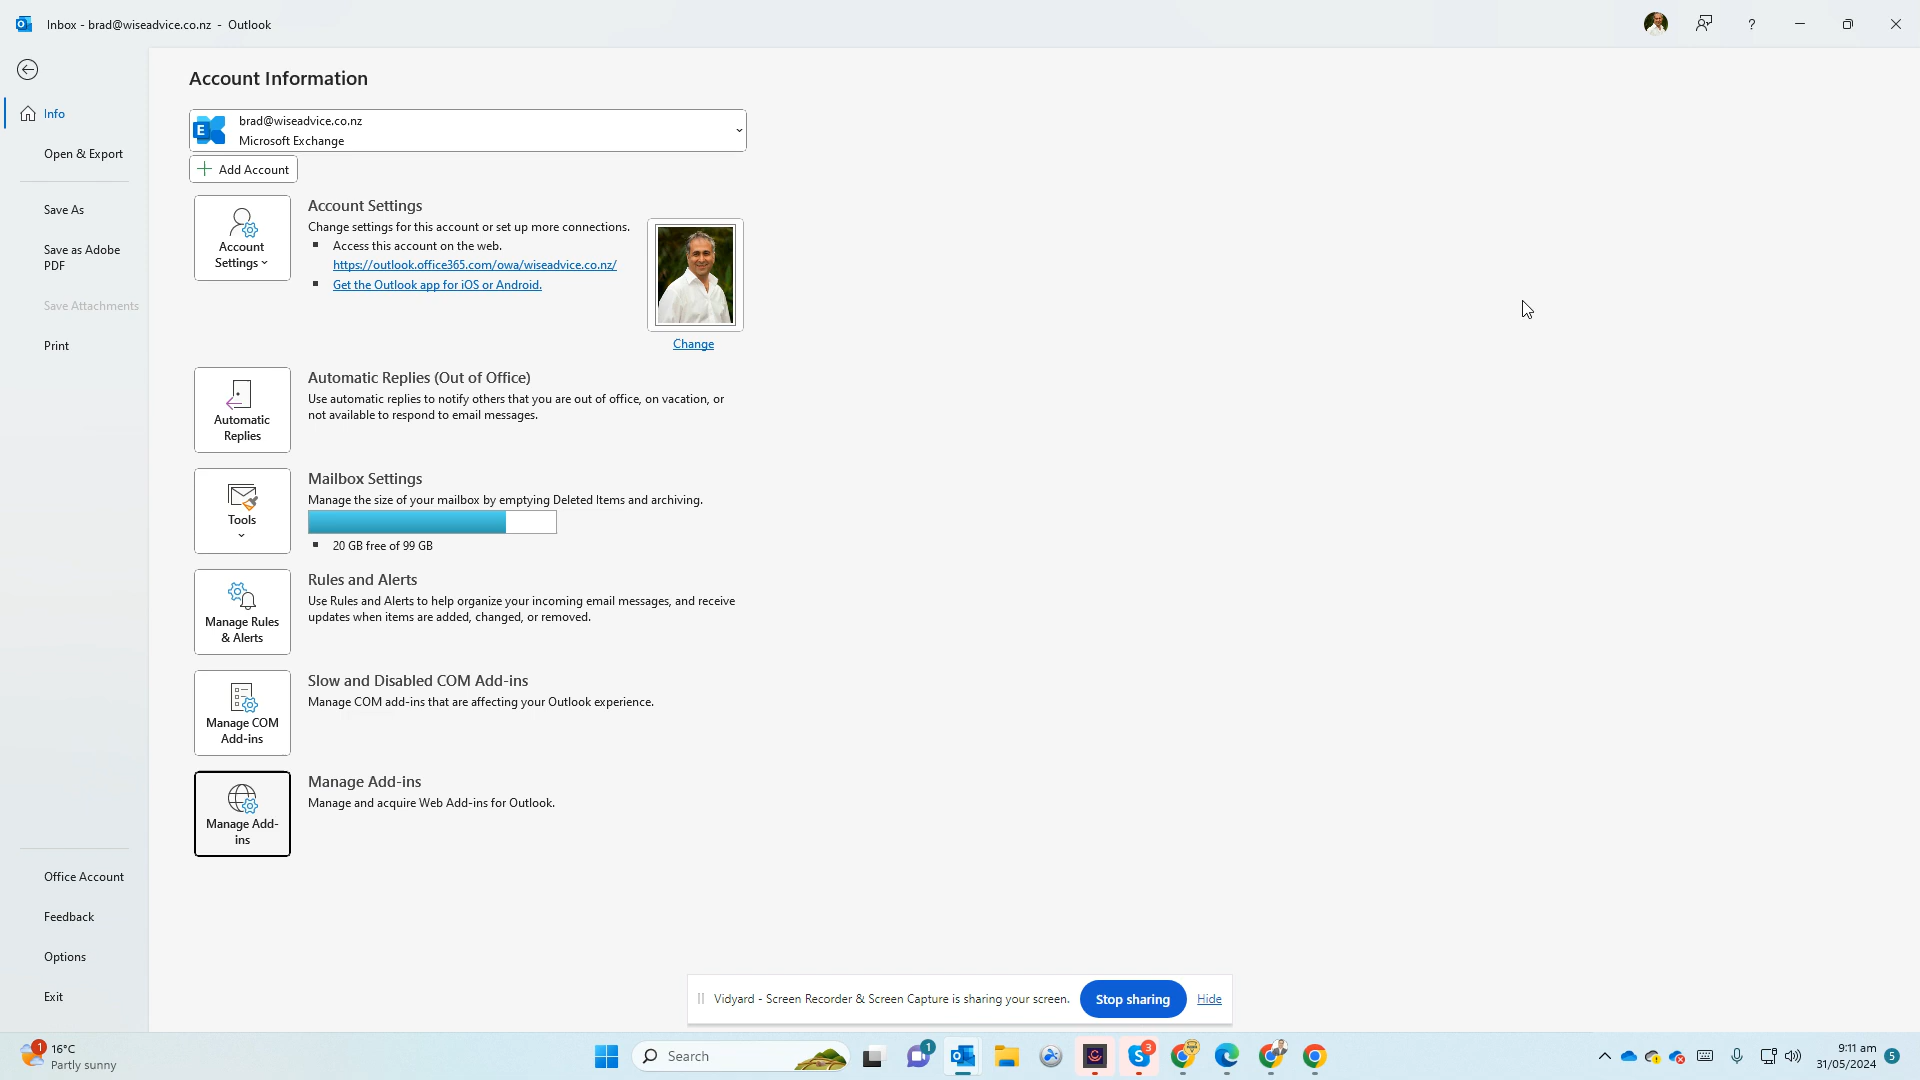 Inbox - brad@wiseadvice.co.nz - Outlook
?
Account Information
Info
brad@wiseadvice.co.nz
Microsoft Exchange
Open & Export
Add Account
Save As
Account Settings
Change settings for this account or set up more connections.
Access this account on the web.
https://outlook.office365.com/owa/wiseadvice.co.nz/
Get the Outlook app for iOS or Android.
Account
Settings
Change
Save as Adobe
PDF
Save Attachments
Print
Automatic
Replies
Automatic Replies (Out of Office)
Use automatic replies to notify others that you are out of office, on vacation, or
not available to respond to email messages.
Tools
Mailbox Settings
Manage the size of your mailbox by emptying Deleted Items and archiving.
20 GB free of 99 GB
Manage Rules
& Alerts
Rules and Alerts
Use Rules and Alerts to help organize your incoming email messages, and receive
updates when items are added, changed, or removed.
Manage COM
Add-ins
Slow and Disabled COM Add-ins
Manage COM add-ins that are affecting your Outlook experience.
Manage Add-
ins
Manage Add-ins
Manage and acquire Web Add-ins for Outlook.
Office Account
Feedback
Options
Exit
Vidyard - Screen Recorder & Screen Capture is sharing your screen.
Stop sharing
Hide
1
16°C
Partly sunny
Search
1
3
9:11 am
31/05/2024
5